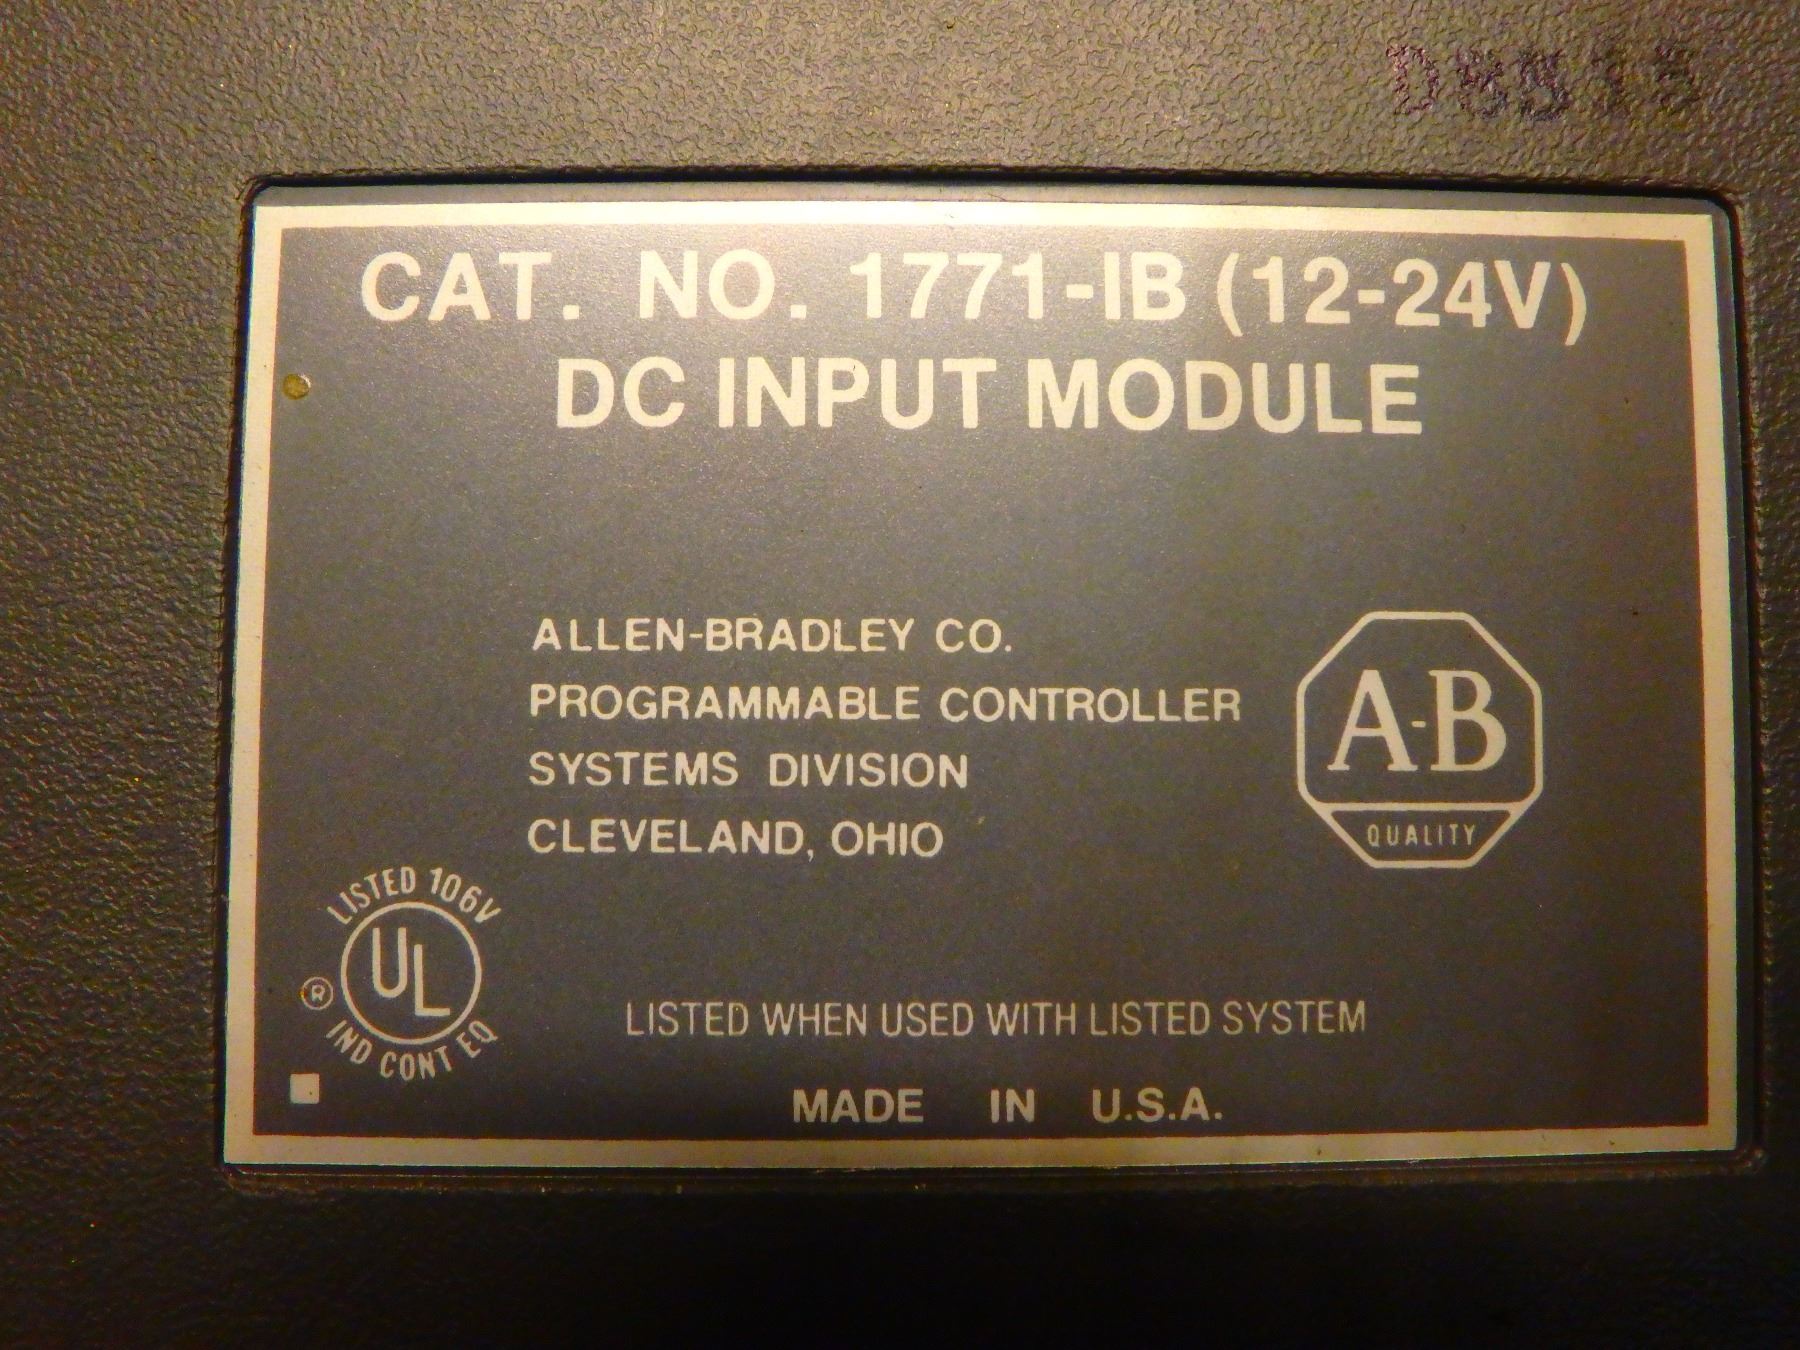 CAT. NO. 1771-IB (12-24V)
DC INPUT MODULE
ALLEN-BRADLEY CO.
PROGRAMMABLE CONTROLLER
SYSTEMS DIVISION
CLEVELAND, OHIO
A-B
QUALITY
LISTED 106V
UL
®
IND CONT EQ
LISTED WHEN USED WITH LISTED SYSTEM
MADE IN U.S.A.